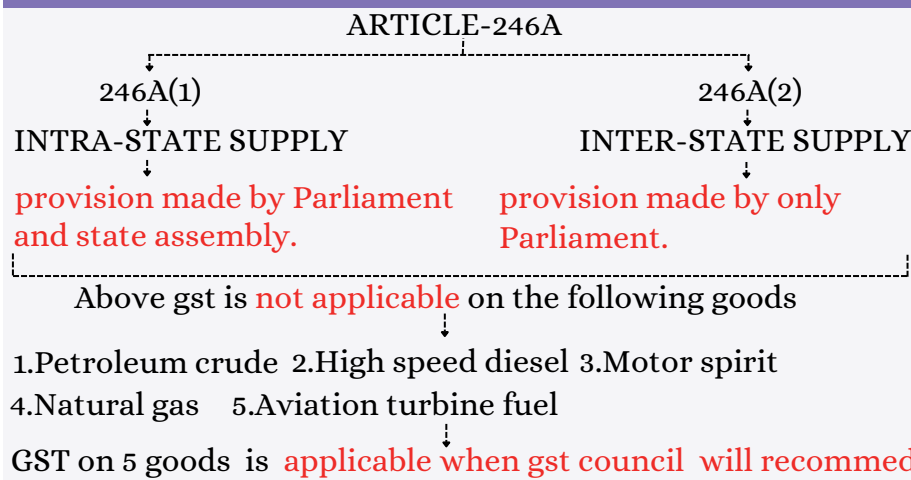 ARTICLE-246A
246A(1)
246A(2)
INTRA-STATE SUPPLY
INTER-STATE SUPPLY
provision made by Parliament
and state assembly.
provision made by only
Parliament.
Above gst is not applicable on the following goods
1.Petroleum crude 2.High speed diesel 3.Motor spirit
4.Natural gas 5.Aviation turbine fuel
GST on 5 goods is applicable when gst council will recommed